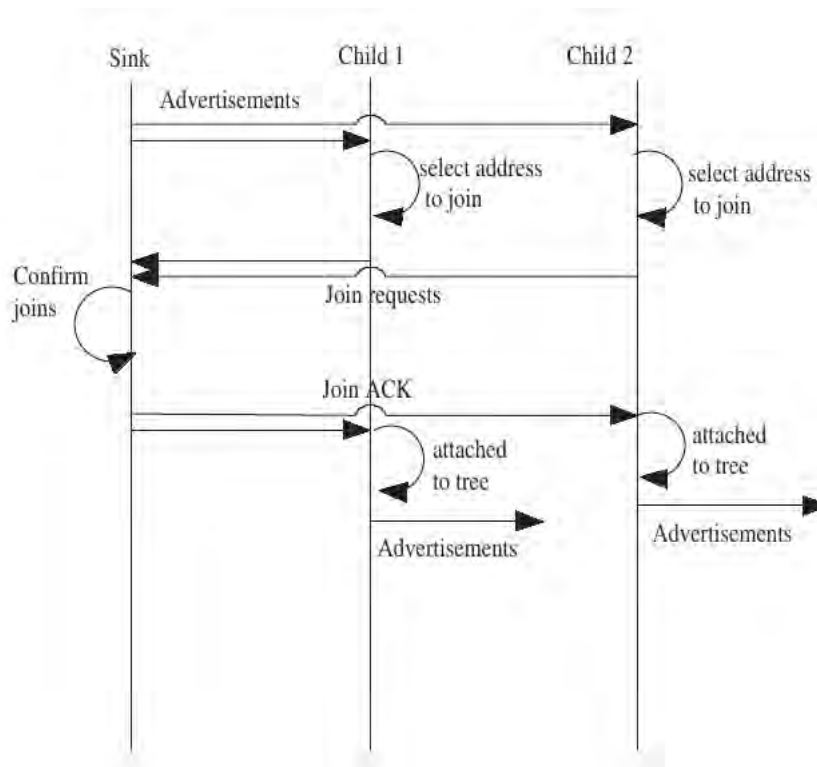 Sink
Child 1
Child 2
Advertisements
select address
to join
select address
to join
Confirm
joins
Join requests
Join ACK
attached
to tree
attached
to tree
Advertisements
Advertisements